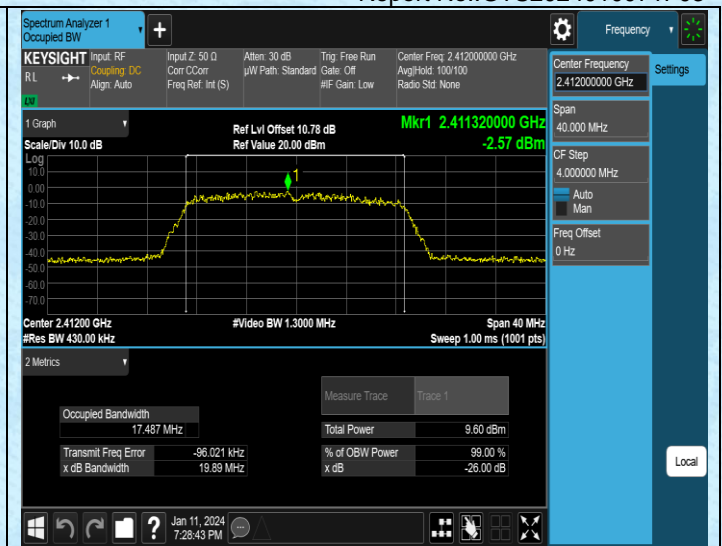 Spectrum Analyzer 1
Occupied BW
+
Frequency
KEYSIGHT
R L
Input: RF
Coupling: DC
Align: Auto
Input Z: 50 Ω
Corr CCorr
Freq Ref: Int (S)
Atten: 30 dB
µW Path: Standard
Trig: Free Run
Gate: Off
#IF Gain: Low
Center Freq: 2.412000000 GHz
Avg|Hold: 100/100
Radio Std: None
Center Frequency
2.412000000 GHz
Settings
Span
40.000 MHz
CF Step
4.000000 MHz
Auto
Man
Freq Offset
0 Hz
1 Graph
Scale/Div 10.0 dB
Ref Lvl Offset 10.78 dB
Ref Value 20.00 dBm
Mkr1 2.411320000 GHz
-2.57 dBm
Log
10.0
0.00
-10.0
-20.0
-30.0
-40.0
-50.0
-60.0
-70.0
1
Center 2.41200 GHz
#Res BW 430.00 kHz
#Video BW 1.3000 MHz
Span 40 MHz
Sweep 1.00 ms (1001 pts)
2 Metrics
Measure Trace
Trace 1
Occupied Bandwidth
17.487 MHz
Total Power
9.60 dBm
Transmit Freq Error
-96.021 kHz
% of OBW Power
99.00 %
x dB Bandwidth
19.89 MHz
x dB
-26.00 dB
Local
?
Jan 11, 2024
7:28:43 PM